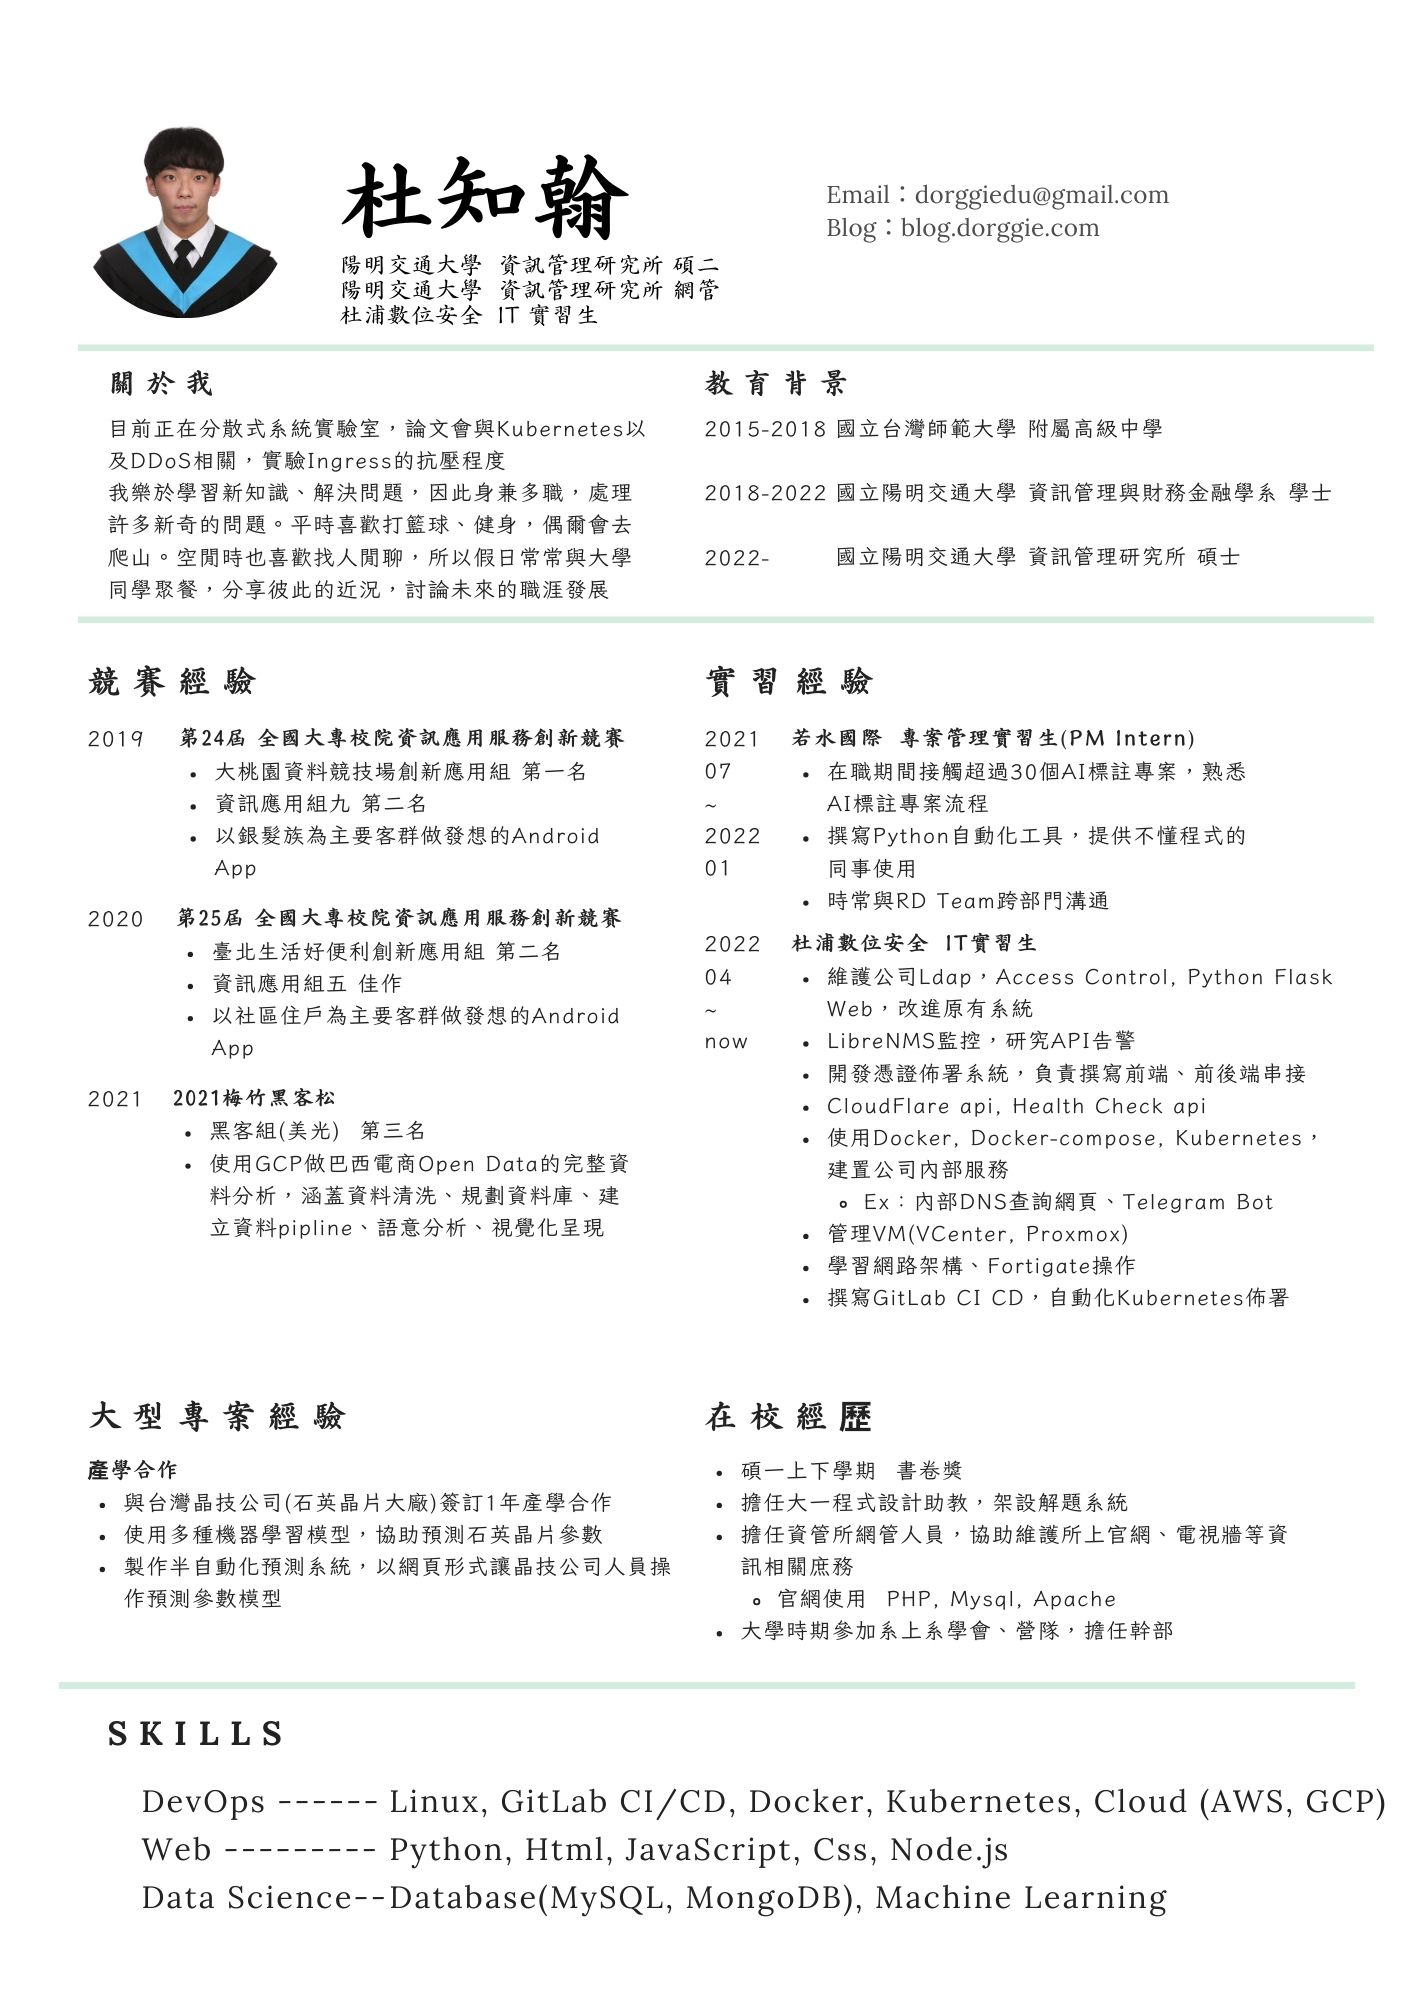 杜知翰
陽明交通大學 資訊管理研究所 碩二
陽明交通大學 資訊管理研究所 網管
杜浦數位安全 IT 實習生
Email：dorggiedu@gmail.com
Blog：blog.dorggie.com
關於我
目前正在分散式系統實驗室，論文會與Kubernetes以
及DDoS相關，實驗Ingress的抗壓程度
我樂於學習新知識、解決問題，因此身兼多職，處理
許多新奇的問題。平時喜歡打籃球、健身，偶爾會去
爬山。空閒時也喜歡找人閒聊，所以假日常常與大學
同學聚餐，分享彼此的近況，討論未來的職涯發展
教育背景
2015-2018 國立台灣師範大學 附屬高級中學
2018-2022 國立陽明交通大學 資訊管理與財務金融學系 學士
2022- 國立陽明交通大學 資訊管理研究所 碩士
競賽經驗
2019 第24屆 全國大專校院資訊應用服務創新競賽
• 大桃園資料競技場創新應用組 第一名
• 資訊應用組九 第二名
• 以銀髮族為主要客群做發想的Android
App
2020 第25屆 全國大專校院資訊應用服務創新競賽
• 臺北生活好便利創新應用組 第二名
• 資訊應用組五 佳作
• 以社區住戶為主要客群做發想的Android
App
2021 2021梅竹黑客松
• 黑客組(美光) 第三名
• 使用GCP做巴西電商Open Data的完整資
料分析，涵蓋資料清洗、規劃資料庫、建
立資料pipline、語意分析、視覺化呈現
實習經驗
2021 若水國際 專案管理實習生(PM Intern)
07 • 在職期間接觸超過30個AI標註專案，熟悉
~ AI標註專案流程
2022 • 撰寫Python自動化工具，提供不懂程式的
01 同事使用
• 時常與RD Team跨部門溝通
2022 杜浦數位安全 IT實習生
04 • 維護公司Ldap，Access Control, Python Flask
~ Web，改進原有系統
now • LibreNMS監控，研究API告警
• 開發憑證佈署系統，負責撰寫前端、前後端串接
• CloudFlare api, Health Check api
• 使用Docker, Docker-compose, Kubernetes，
建置公司內部服務
◦ Ex：內部DNS查詢網頁、Telegram Bot
• 管理VM(VCenter, Proxmox)
• 學習網路架構、Fortigate操作
• 撰寫GitLab CI CD，自動化Kubernetes佈署
大型專案經驗
產學合作
• 與台灣晶技公司(石英晶片大廠)簽訂1年產學合作
• 使用多種機器學習模型，協助預測石英晶片參數
• 製作半自動化預測系統，以網頁形式讓晶技公司人員操
作預測參數模型
在校經歷
• 碩一上下學期 書卷獎
• 擔任大一程式設計助教，架設解題系統
• 擔任資管所網管人員，協助維護所上官網、電視牆等資
訊相關庶務
◦ 官網使用 PHP, Mysql, Apache
• 大學時期參加系上系學會、營隊，擔任幹部
SKILLS
DevOps ------ Linux, GitLab CI/CD, Docker, Kubernetes, Cloud (AWS, GCP)
Web --------- Python, Html, JavaScript, Css, Node.js
Data Science--Database(MySQL, MongoDB), Machine Learning